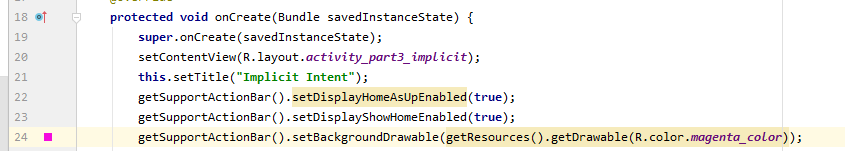 18 protected void onCreate(Bundle savedInstanceState) {
19 super.onCreate(savedInstanceState);
20 setContentView(R.layout.activity_part3_implicit);
21 this.setTitle("Implicit Intent");
22 getSupportActionBar().setDisplayHomeAsUpEnabled(true);
23 getSupportActionBar().setDisplayShowHomeEnabled(true);
24 getSupportActionBar().setBackgroundDrawable(getResources().getDrawable(R.color.magenta_color));